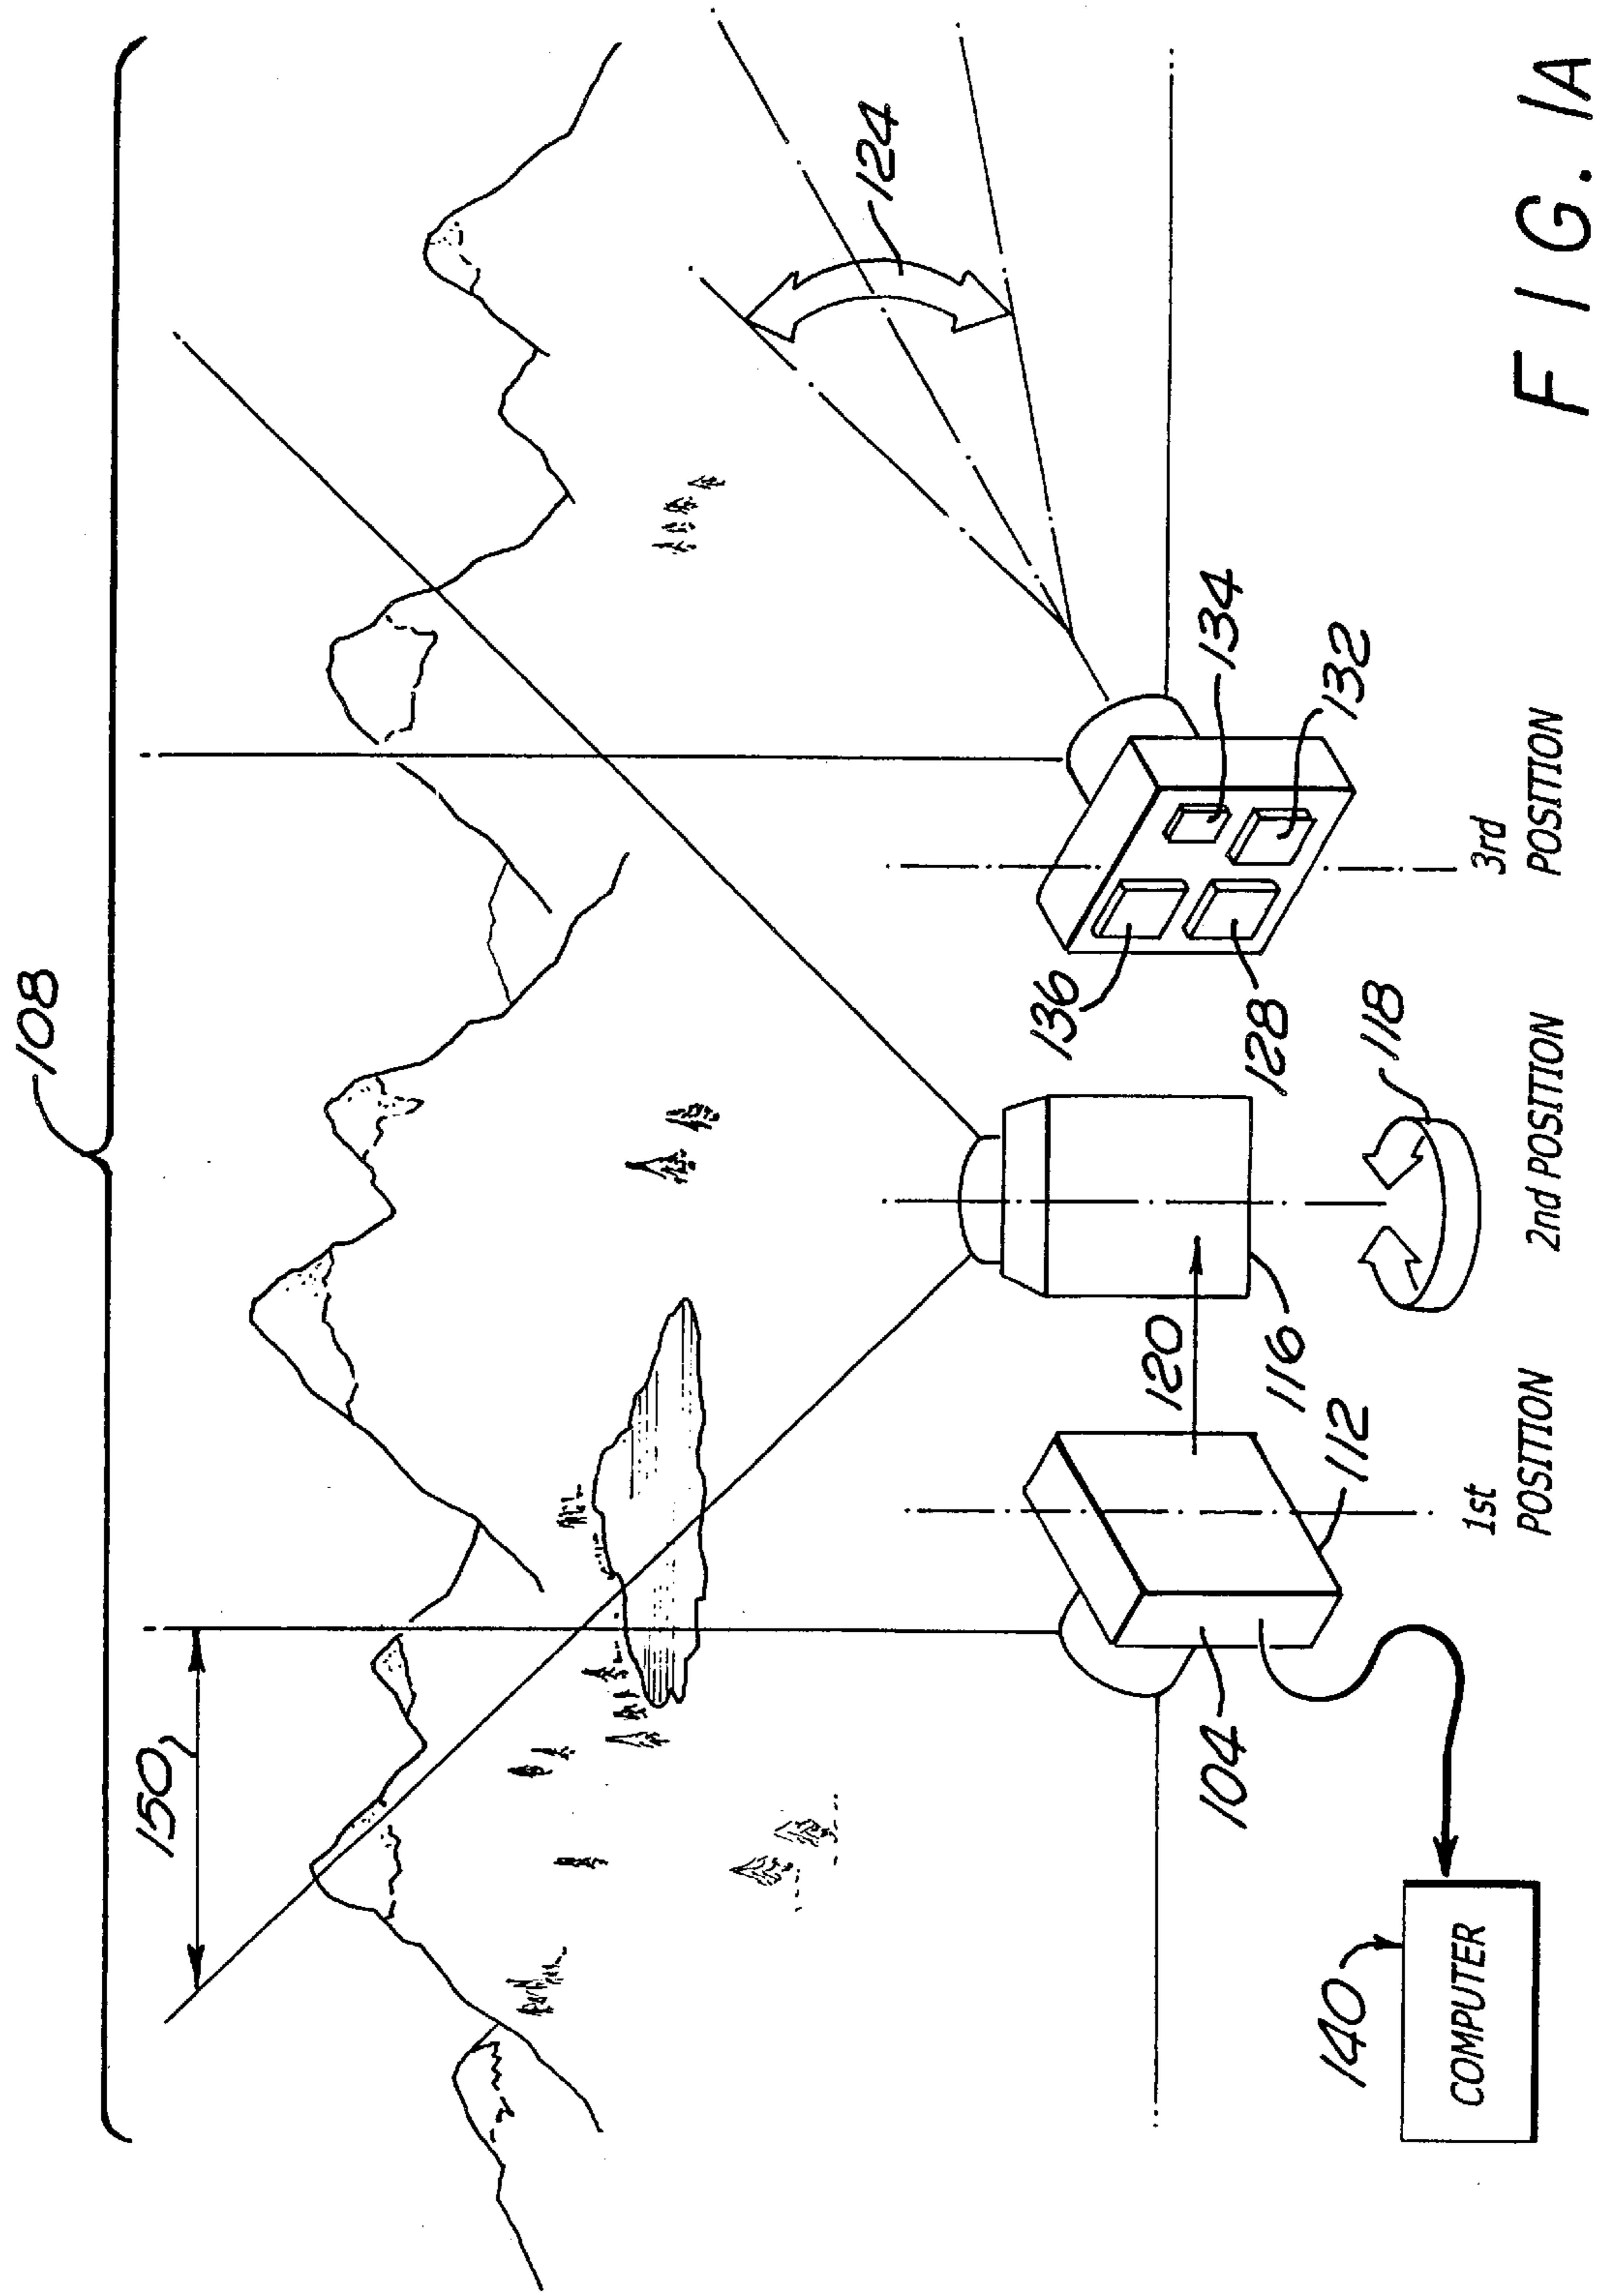 108
150
124
120
116
112
104
118
136
128
134
132
140
COMPUTER
1st
POSITION
2nd POSITION
3rd
POSITION
FIG. 1A